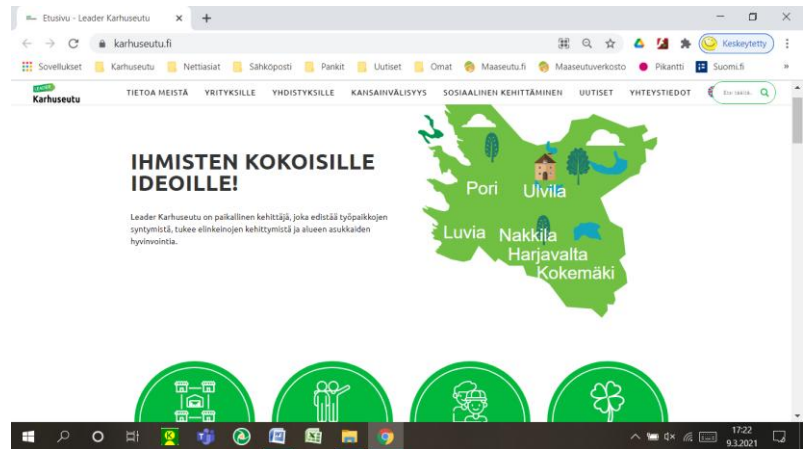 Etusivu - Leader Karhuseutu
karhuseutu.fi
Keskeytetty
Sovellukset Karhuseutu Nettiasiat Sähköposti Pankit Uutiset Omat Maaseutu.fi Maaseutuverkosto Pikantti Suomi.fi
LEADER
Karhuseutu
TIETOA MEISTÄ YRITYKSILLE YHDISTYKSILLE KANSAINVÄLISYYS SOSIAALINEN KEHITTÄMINEN UUTISET YHTEYSTIEDOT
IHMISTEN KOKOISILLE
IDEOILLE!
Leader Karhuseutu on paikallinen kehittäjä, joka edistää työpaikkojen
syntymistä, tukee elinkeinojen kehittymistä ja alueen asukkaiden
hyvinvointia.
Pori Ulvila
Luvia Nakkila
Harjavalta
Kokemäki
17:22
9.3.2021